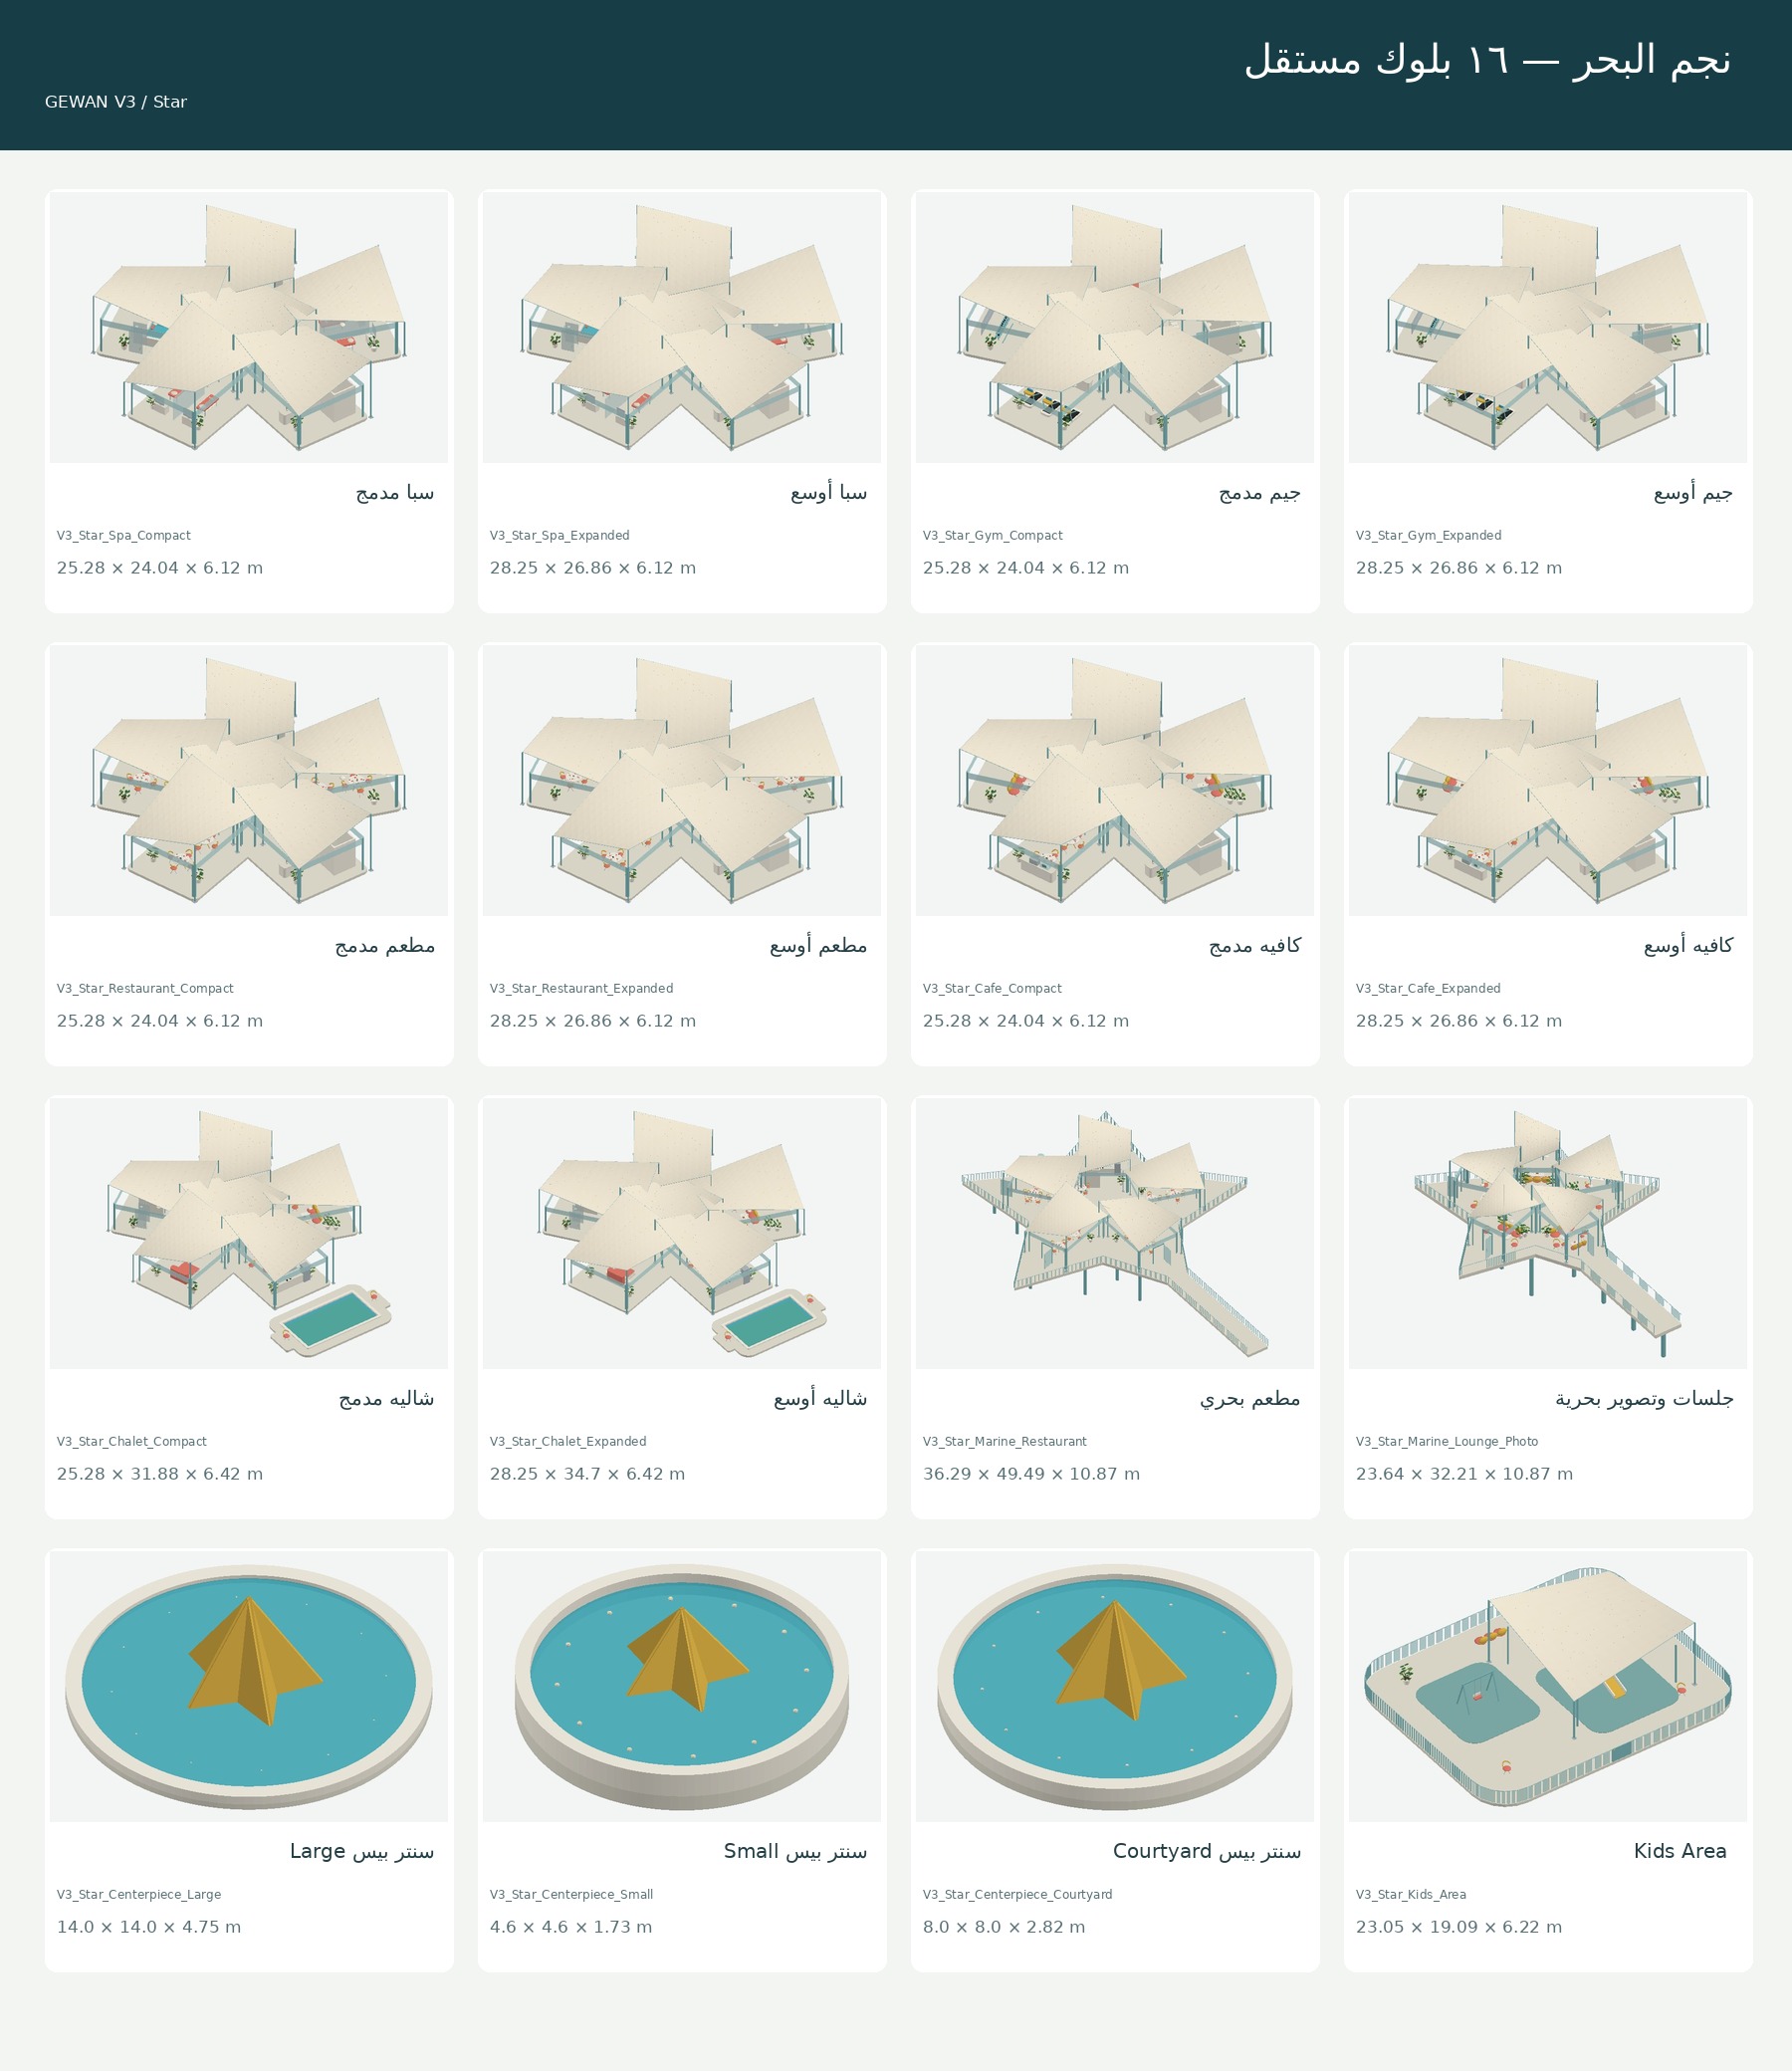 نجم البحر — ١٦ بلوك مستقل
GEWAN V3 / Star
سبا مدمج
V3_Star_Spa_Compact
25.28 × 24.04 × 6.12 m
سبا أوسع
V3_Star_Spa_Expanded
28.25 × 26.86 × 6.12 m
جيم مدمج
V3_Star_Gym_Compact
25.28 × 24.04 × 6.12 m
جيم أوسع
V3_Star_Gym_Expanded
28.25 × 26.86 × 6.12 m
مطعم مدمج
V3_Star_Restaurant_Compact
25.28 × 24.04 × 6.12 m
مطعم أوسع
V3_Star_Restaurant_Expanded
28.25 × 26.86 × 6.12 m
كافيه مدمج
V3_Star_Cafe_Compact
25.28 × 24.04 × 6.12 m
كافيه أوسع
V3_Star_Cafe_Expanded
28.25 × 26.86 × 6.12 m
شاليه مدمج
V3_Star_Chalet_Compact
25.28 × 31.88 × 6.42 m
شاليه أوسع
V3_Star_Chalet_Expanded
28.25 × 34.7 × 6.42 m
مطعم بحري
V3_Star_Marine_Restaurant
36.29 × 49.49 × 10.87 m
جلسات وتصوير بحرية
V3_Star_Marine_Lounge_Photo
23.64 × 32.21 × 10.87 m
سنتر بيس Large
V3_Star_Centerpiece_Large
14.0 × 14.0 × 4.75 m
سنتر بيس Small
V3_Star_Centerpiece_Small
4.6 × 4.6 × 1.73 m
سنتر بيس Courtyard
V3_Star_Centerpiece_Courtyard
8.0 × 8.0 × 2.82 m
Kids Area
V3_Star_Kids_Area
23.05 × 19.09 × 6.22 m